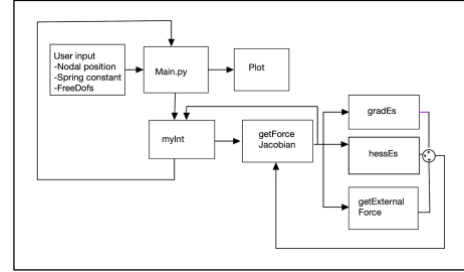 User input
-Nodal position
-Spring constant
-FreeDofs
Main.py
Plot
myInt
getForce
Jacobian
gradEs
hessEs
getExternal
Force